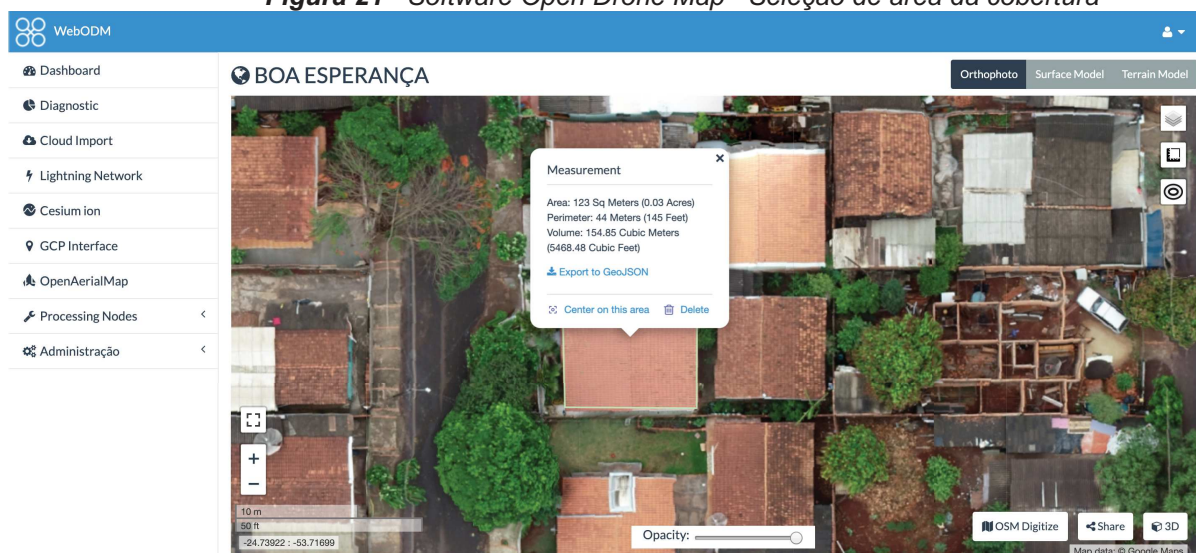 Figura 21 - Software Open Drone Map - Seleção de área da cobertura
WebODM
Dashboard
Diagnostic
Cloud Import
Lightning Network
Cesium ion
GCP Interface
OpenAerialMap
Processing Nodes
Administração
BOA ESPERANÇA
Orthophoto Surface Model Terrain Model
Measurement
Area: 123 Sq Meters (0.03 Acres)
Perimeter: 44 Meters (145 Feet)
Volume: 154.85 Cubic Meters
(5468.48 Cubic Feet)
Export to GeoJSON
Center on this area Delete
10 m
50 ft
-24.73922 : -53.71699
Opacity:
OSM Digitize Share 3D
Map data: © Google Maps